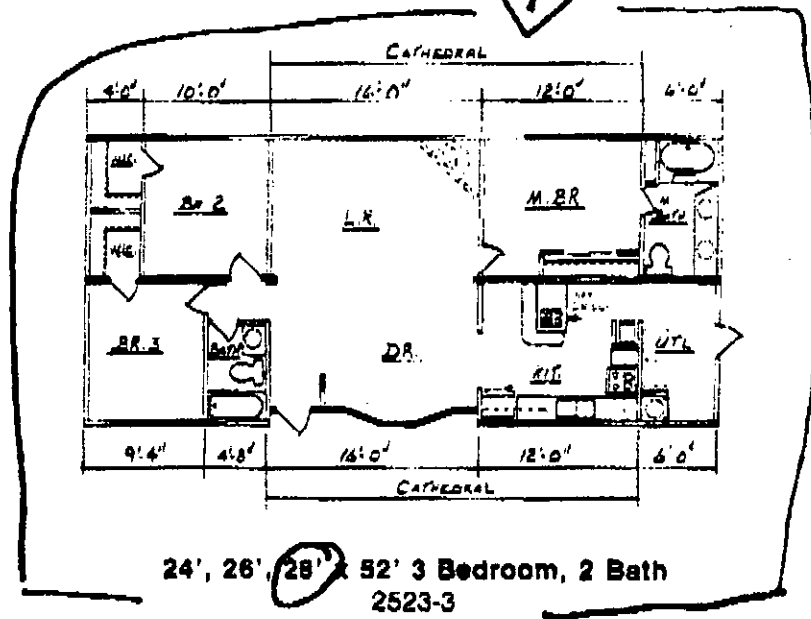 CATHEDRAL
4'-0" 10'-0" 16'-0" 12'-0" 6'-0"
W.I.C.
BR 2 L.R. M. BR. M BATH
W.I.C.
BR. 3 BATH D.R. KIT. UTL
9'-4" 4'-8" 16'-0" 12'-0" 6'-0"
CATHEDRAL
24', 26', 28' x 52' 3 Bedroom, 2 Bath
2523-3